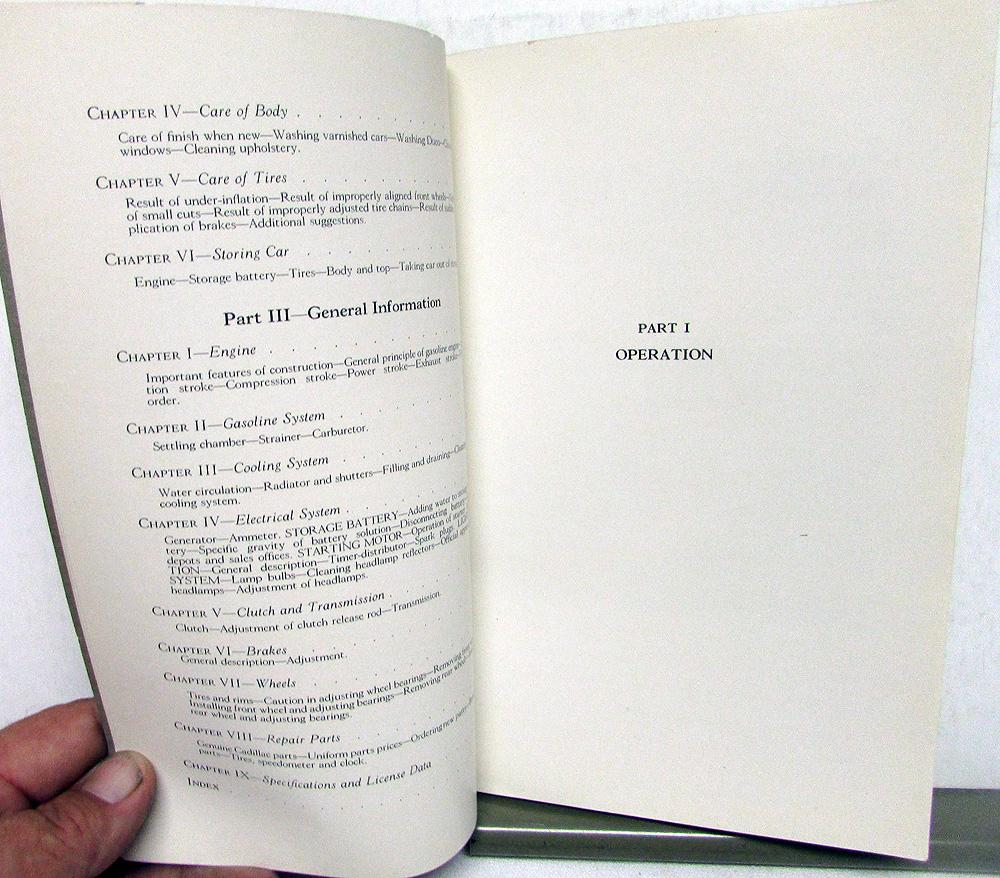 CHAPTER IV—Care of Body . . . . . .
Care of finish when new—Washing varnished cars—Washing Duco—
windows—Cleaning upholstery.
CHAPTER V—Care of Tires . . . . . .
Result of under-inflation—Result of improperly aligned front wheels—
of small cuts—Result of improperly adjusted tire chains—Result of
plication of brakes—Additional suggestions.
CHAPTER VI—Storing Car . . . . . .
Engine—Storage battery—Tires—Body and top—Taking car out of
Part III—General Information
CHAPTER I—Engine . . . . . . .
Important features of construction—General principle of gasoline
tion stroke—Compression stroke—Power stroke—Exhaust stroke—
order.
CHAPTER II—Gasoline System . . . . .
Settling chamber—Strainer—Carburetor.
CHAPTER III—Cooling System . . . . .
Water circulation—Radiator and shutters—Filling and draining—
cooling system.
CHAPTER IV—Electrical System . . . . .
Generator—Ammeter. STORAGE BATTERY—Adding water to
tery—Specific gravity of battery solution—Disconnecting
depots and sales offices. STARTING MOTOR—Operation of
TION—General description—Timer-distributor—Spark plugs.
SYSTEM—Lamp bulbs—Cleaning headlamp reflectors—
headlamps—Adjustment of headlamps.
CHAPTER V—Clutch and Transmission . . . .
Clutch—Adjustment of clutch release rod—Transmission.
CHAPTER VI—Brakes . . . . . .
General description—Adjustment.
CHAPTER VII—Wheels . . . . . .
Tires and rims—Caution in adjusting wheel bearings—Removing
Installing front wheel and adjusting bearings—Removing rear wheel—
rear wheel and adjusting bearings.
CHAPTER VIII—Repair Parts . . . . .
Genuine Cadillac parts—Uniform parts prices—Ordering new parts—
parts—Tires, speedometer and clock.
CHAPTER IX—Specifications and License Data
INDEX . . . . . . . .
PART I
OPERATION